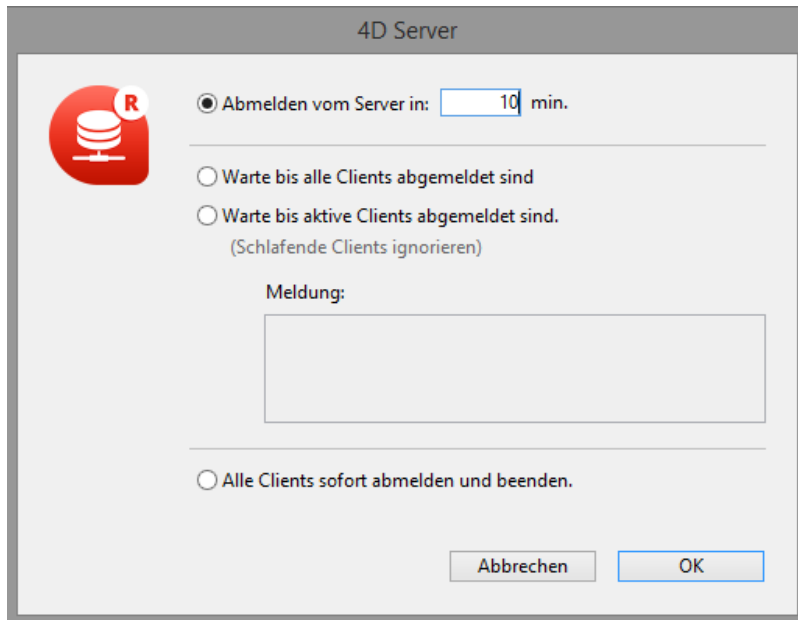 4D Server
R
Abmelden vom Server in: 10 min.
Warte bis alle Clients abgemeldet sind
Warte bis aktive Clients abgemeldet sind.
(Schlafende Clients ignorieren)
Meldung:
Alle Clients sofort abmelden und beenden.
Abbrechen OK